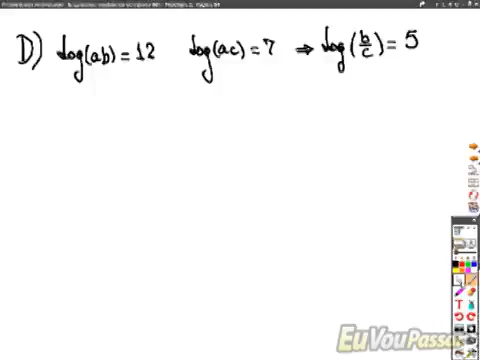 D) log(ab) = 12 log(ac) = 7 ⇒ log(b/c) = 5
EuVouPassar